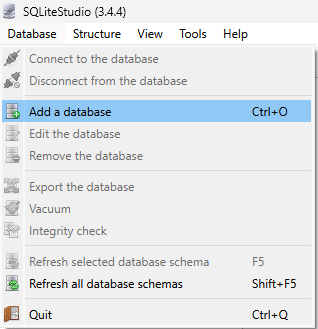 SQLiteStudio (3.4.4)
Database Structure View Tools Help
Connect to the database
Disconnect from the database
Add a database Ctrl+O
Edit the database
Remove the database
Export the database
Vacuum
Integrity check
Refresh selected database schema F5
Refresh all database schemas Shift+F5
Quit Ctrl+Q